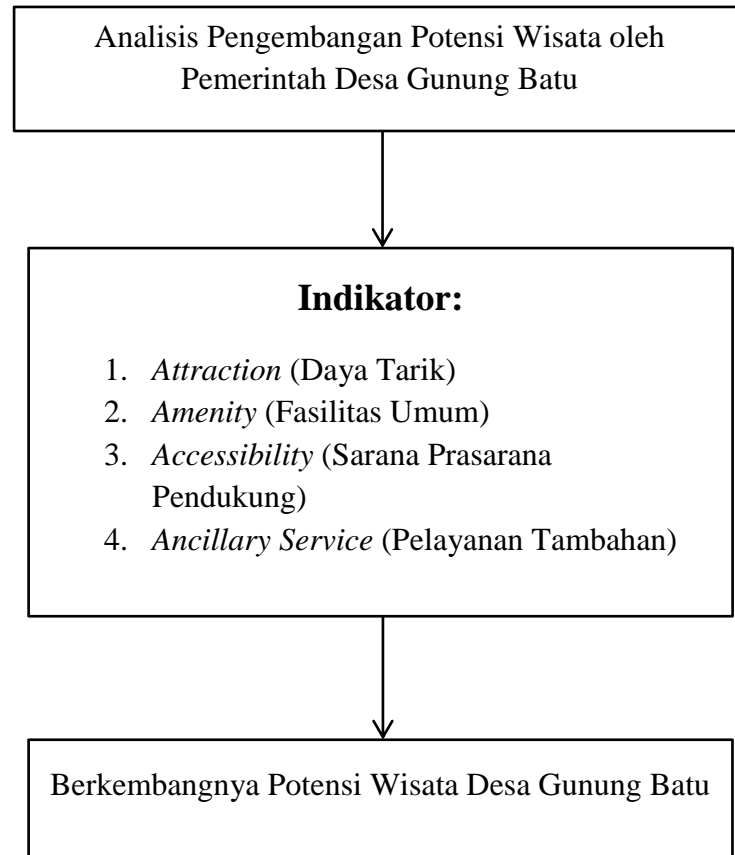 Analisis Pengembangan Potensi Wisata oleh
Pemerintah Desa Gunung Batu
Indikator:
1. Attraction (Daya Tarik)
2. Amenity (Fasilitas Umum)
3. Accessibility (Sarana Prasarana
Pendukung)
4. Ancillary Service (Pelayanan Tambahan)
Berkembangnya Potensi Wisata Desa Gunung Batu